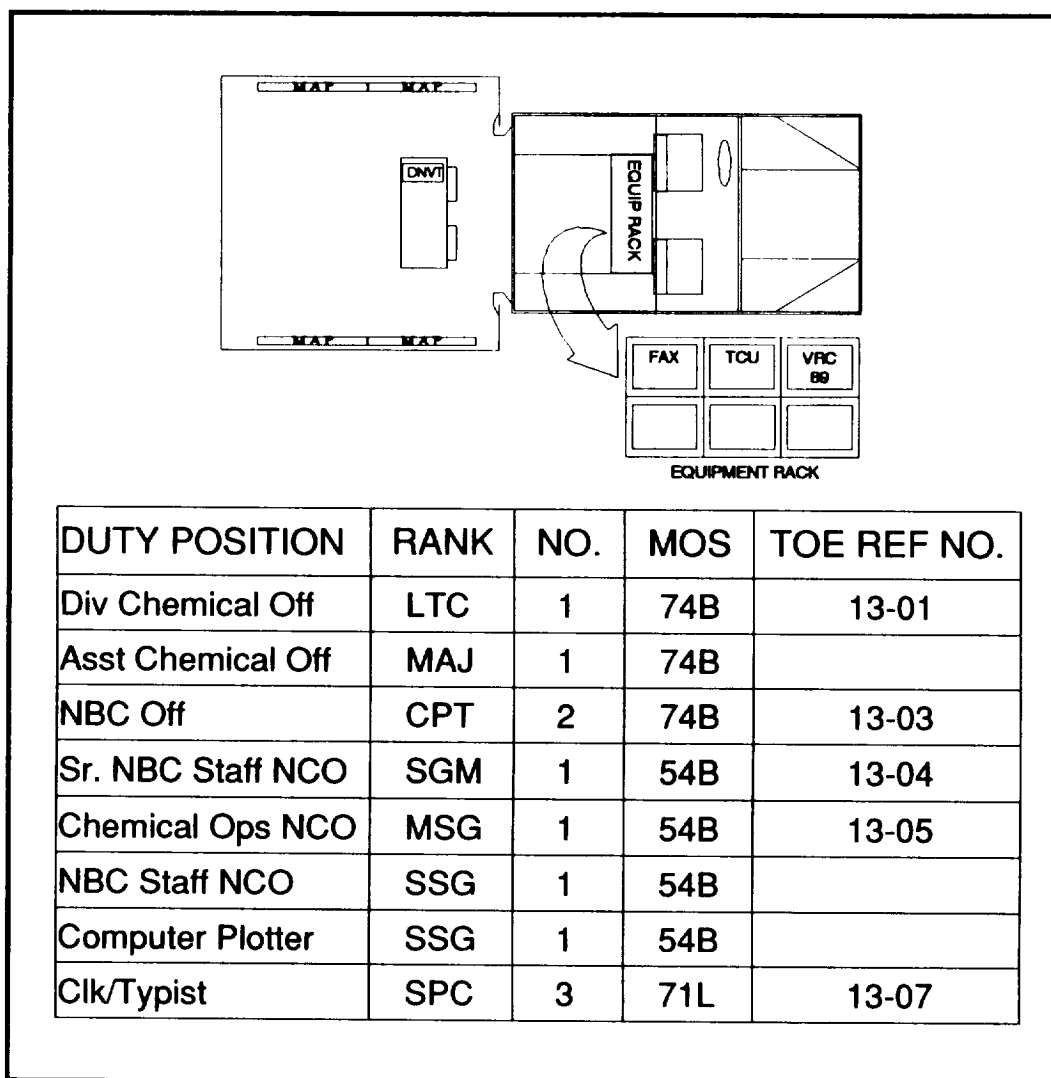 MAP MAP
DNVT
EQUIP RACK
MAP MAP
FAX TCU VRC 89
EQUIPMENT RACK
DUTY POSITION RANK NO. MOS TOE REF NO.
Div Chemical Off LTC 1 74B 13-01
Asst Chemical Off MAJ 1 74B
NBC Off CPT 2 74B 13-03
Sr. NBC Staff NCO SGM 1 54B 13-04
Chemical Ops NCO MSG 1 54B 13-05
NBC Staff NCO SSG 1 54B
Computer Plotter SSG 1 54B
Clk/Typist SPC 3 71L 13-07